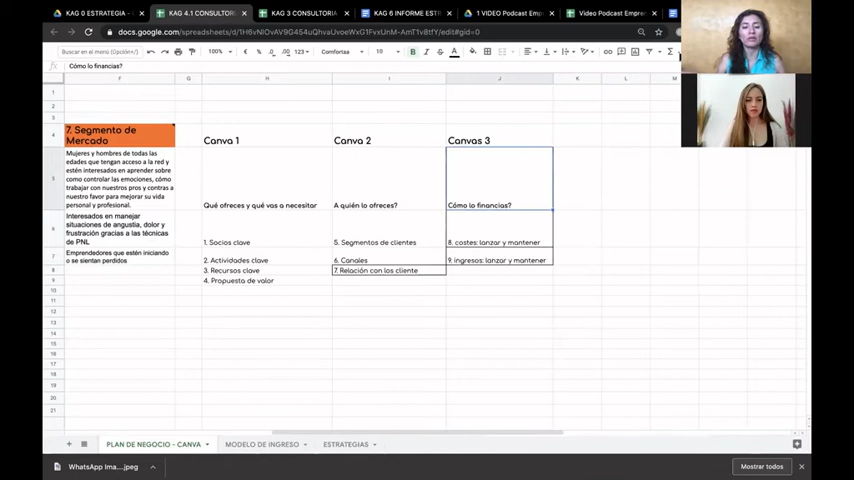 KAG 0 ESTRATEGIA -
KAG 4.1 CONSULTORI
KAG 3 CONSULTORIA
KAG 6 INFORME ESTR
1 VIDEO Podcast Empre
Video Podcast Empren
docs.google.com/spreadsheets/d/1H6vNlOvAV9G454uQhvaUvoeWxG1FvxUnM-AmT1v8tfY/edit#gid=0
Buscar en el menú (Opción+/)
100%
€
%
.0
.00
123
Comfortaa
10
B
I
S
A
Σ
fx
Cómo lo financias?
F
G
H
I
J
K
L
M
1
2
3
4
7. Segmento de
Mercado
Canva 1
Canva 2
Canvas 3
5
Mujeres y hombres de todas las
edades que tengan acceso a la red y
estén interesados en aprender sobre
como controlar las emociones, cómo
trabajar con nuestros pros y contras a
nuestro favor para mejorar su vida
personal y profesional.
Qué ofreces y qué vas a necesitar
A quién lo ofreces?
Cómo lo financias?
6
Interesados en manejar
situaciones de angustia, dolor y
frustración gracias a las técnicas
de PNL
1. Socios clave
5. Segmentos de clientes
8. costes: lanzar y mantener
7
Emprendedores que estén iniciando
o se sientan perdidos
2. Actividades clave
6. Canales
9. ingresos: lanzar y mantener
8
3. Recursos clave
7. Relación con los cliente
9
4. Propuesta de valor
10
11
12
13
14
15
16
17
18
19
20
21
PLAN DE NEGOCIO - CANVA
MODELO DE INGRESO
ESTRATEGIAS
WhatsApp Ima....jpeg
Mostrar todos